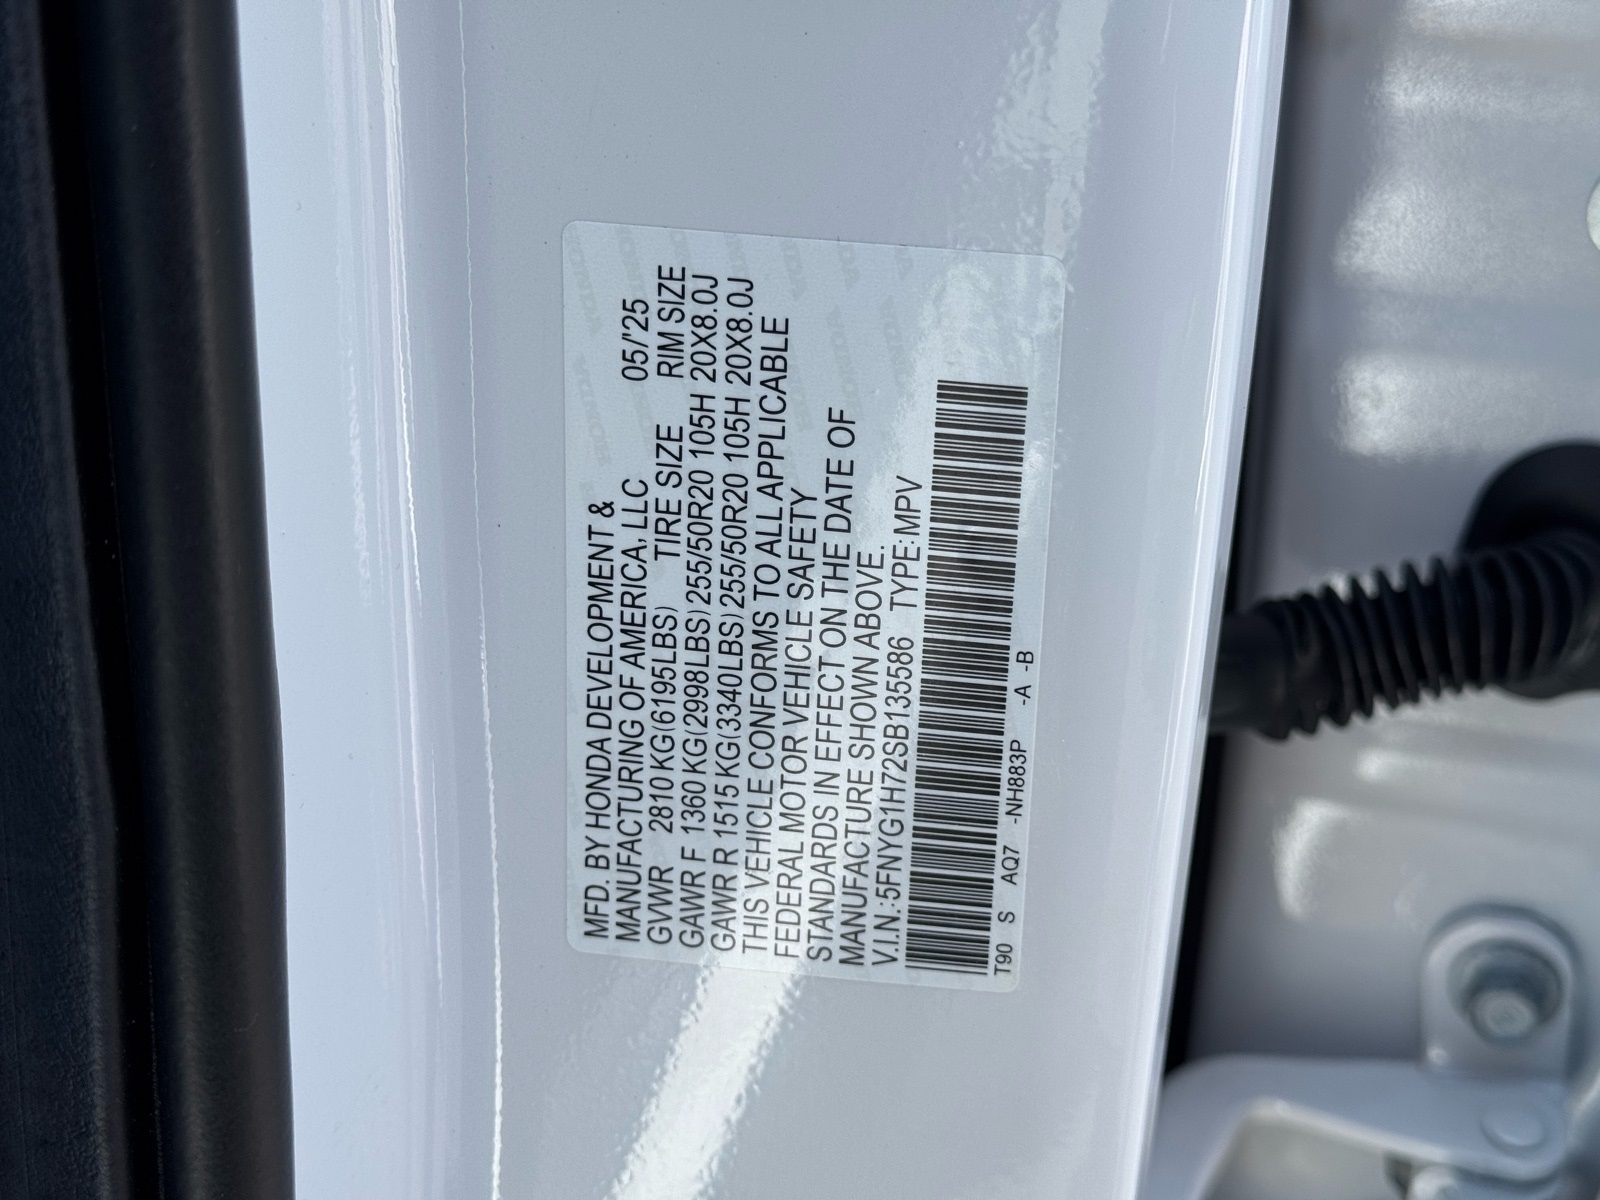 MFD. BY HONDA DEVELOPMENT &
MANUFACTURING OF AMERICA, LLC 05/'25
GVWR 2810 KG(6195LBS) TIRE SIZE RIM SIZE
GAWR F 1360 KG(2998LBS) 255/50R20 105H 20X8.0J
GAWR R 1515 KG(3340LBS) 255/50R20 105H 20X8.0J
THIS VEHICLE CONFORMS TO ALL APPLICABLE
FEDERAL MOTOR VEHICLE SAFETY
STANDARDS IN EFFECT ON THE DATE OF
MANUFACTURE SHOWN ABOVE.
V.I.N.:5FNYG1H72SB135586 TYPE:MPV
T90 S AQ7 -NH883P -A -B